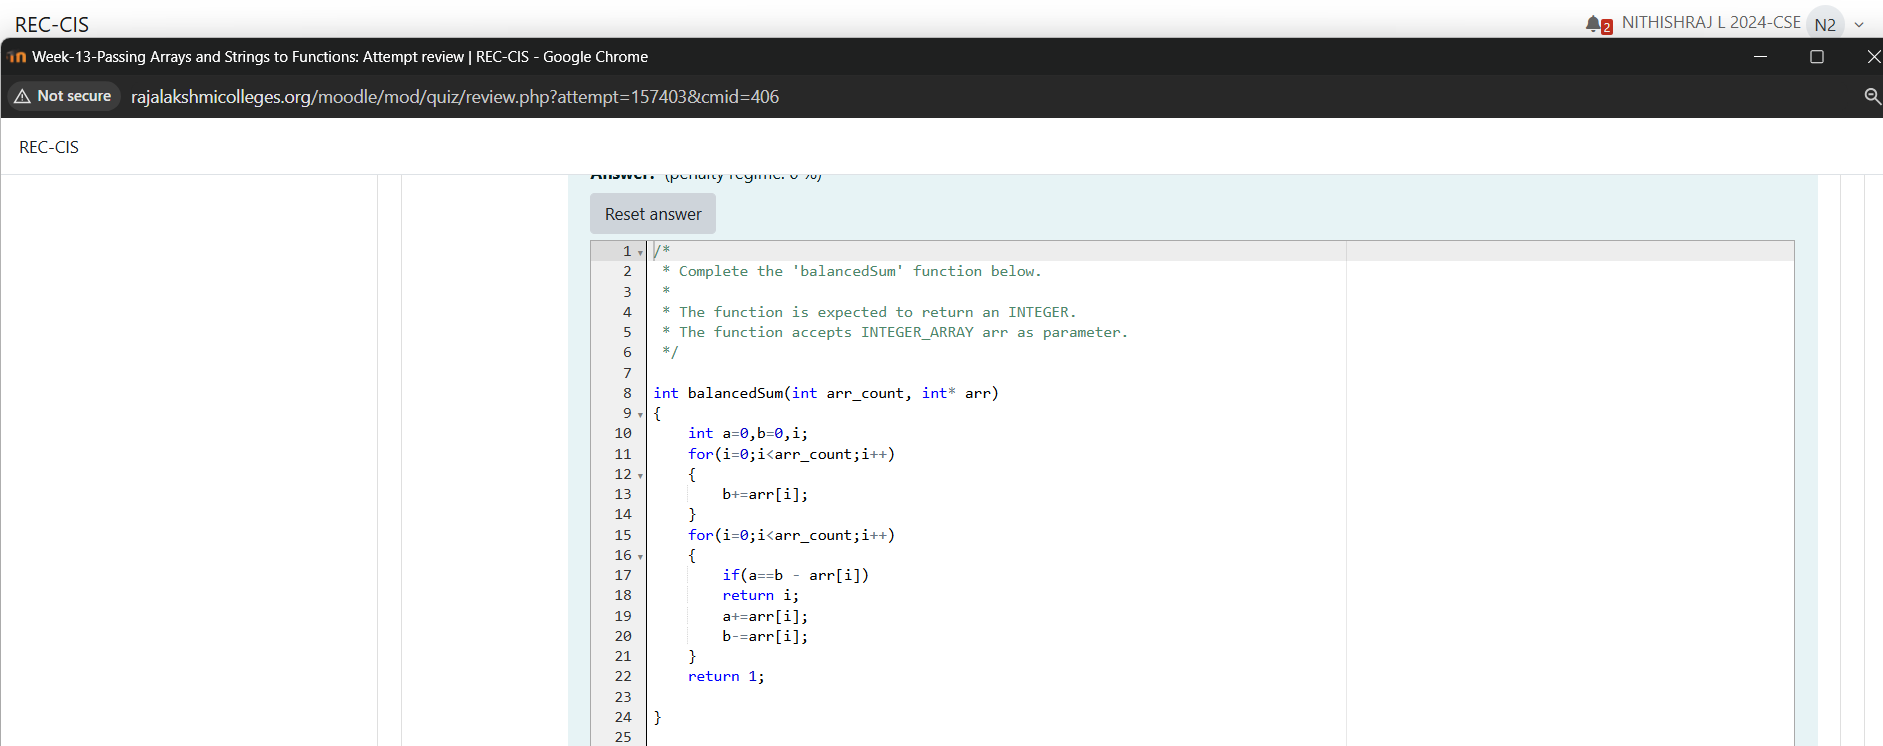 REC-CIS
2 NITHISHRAJ L 2024-CSE N2
Week-13-Passing Arrays and Strings to Functions: Attempt review | REC-CIS - Google Chrome
Not secure rajalakshmicolleges.org/moodle/mod/quiz/review.php?attempt=157403&cmid=406
REC-CIS
Answer: (penalty regime: 0 %)
Reset answer
1 /*
2 * Complete the 'balancedSum' function below.
3 *
4 * The function is expected to return an INTEGER.
5 * The function accepts INTEGER_ARRAY arr as parameter.
6 */
7
8 int balancedSum(int arr_count, int* arr)
9 {
10 int a=0,b=0,i;
11 for(i=0;i<arr_count;i++)
12 {
13 b+=arr[i];
14 }
15 for(i=0;i<arr_count;i++)
16 {
17 if(a==b - arr[i])
18 return i;
19 a+=arr[i];
20 b-=arr[i];
21 }
22 return 1;
23
24 }
25